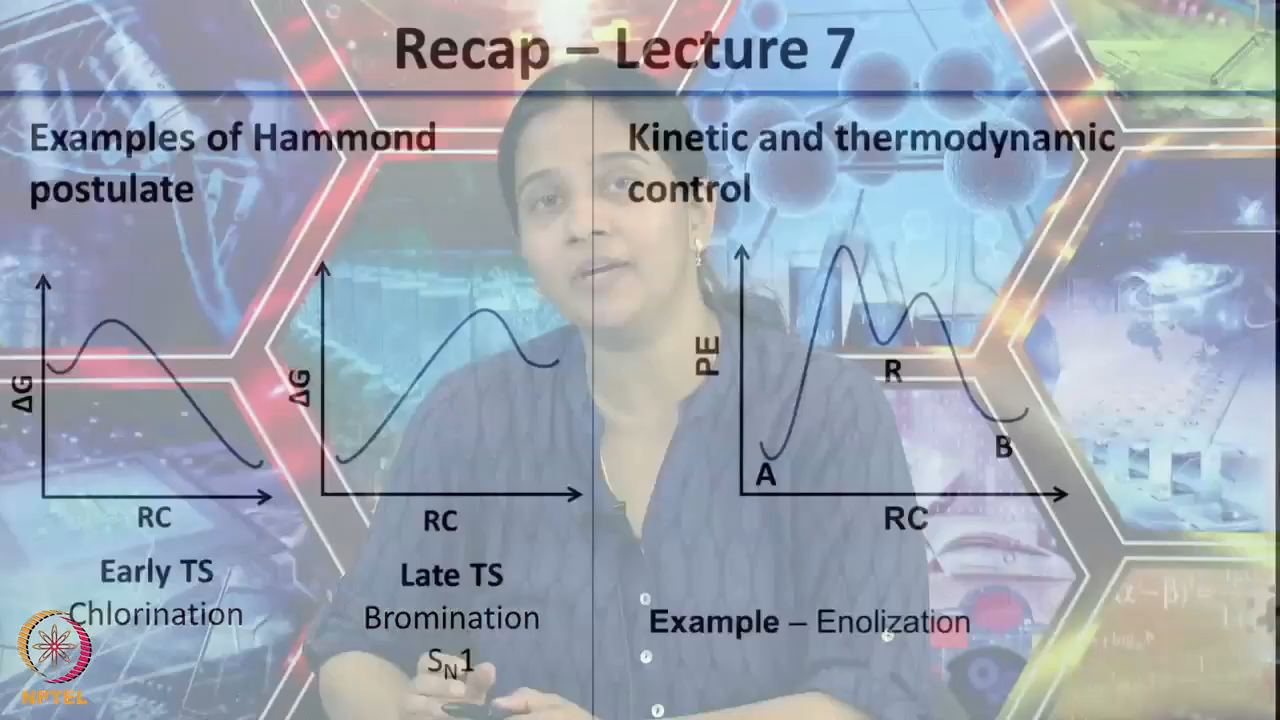 Recap – Lecture 7
Examples of Hammond
postulate
ΔG
RC
Early TS
Chlorination
ΔG
RC
Late TS
Bromination
S_N1
Kinetic and thermodynamic
control
PE
R
A
B
RC
Example – Enolization
NPTEL